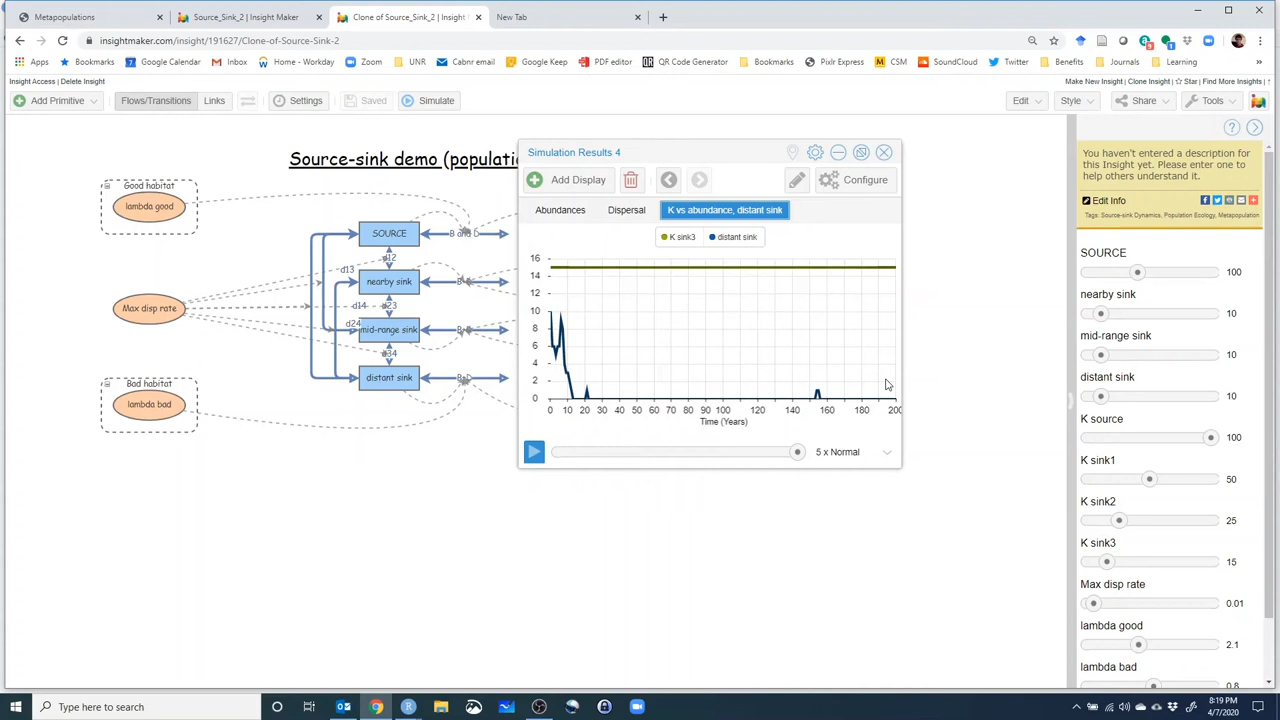 Metapopulations
Source_Sink_2 | Insight Maker
Clone of Source_Sink_2 | Insight
New Tab
insightmaker.com/insight/191627/Clone-of-Source-Sink-2
Apps
Bookmarks
Google Calendar
Inbox
Home - Workday
Zoom
UNR
Cabnr email
Google Keep
PDF editor
QR Code Generator
Bookmarks
Pixlr Express
CSM
SoundCloud
Twitter
Benefits
Journals
Learning
Insight Access | Delete Insight
Make New Insight | Clone Insight | Star | Find More Insights |
Add Primitive
Flows/Transitions
Links
Settings
Saved
Simulate
Edit
Style
Share
Tools
Source-sink demo (populatio
Good habitat
lambda good
Max disp rate
Bad habitat
lambda bad
SOURCE
nearby sink
mid-range sink
distant sink
d12
d13
d14
d23
d24
d34
Simulation Results 4
Add Display
Configure
Abundances
Dispersal
K vs abundance, distant sink
K sink3
distant sink
16
14
12
10
8
6
4
2
0
0 10 20 30 40 50 60 70 80 90 100 120 140 160 180 200
Time (Years)
5 x Normal
You haven't entered a description for
this Insight yet. Please enter one to
help others understand it.
Edit Info
Tags: Source-sink Dynamics, Population Ecology, Metapopulation
SOURCE
100
nearby sink
10
mid-range sink
10
distant sink
10
K source
100
K sink1
50
K sink2
25
K sink3
15
Max disp rate
0.01
lambda good
2.1
lambda bad
0.8
Type here to search
8:19 PM
4/7/2020